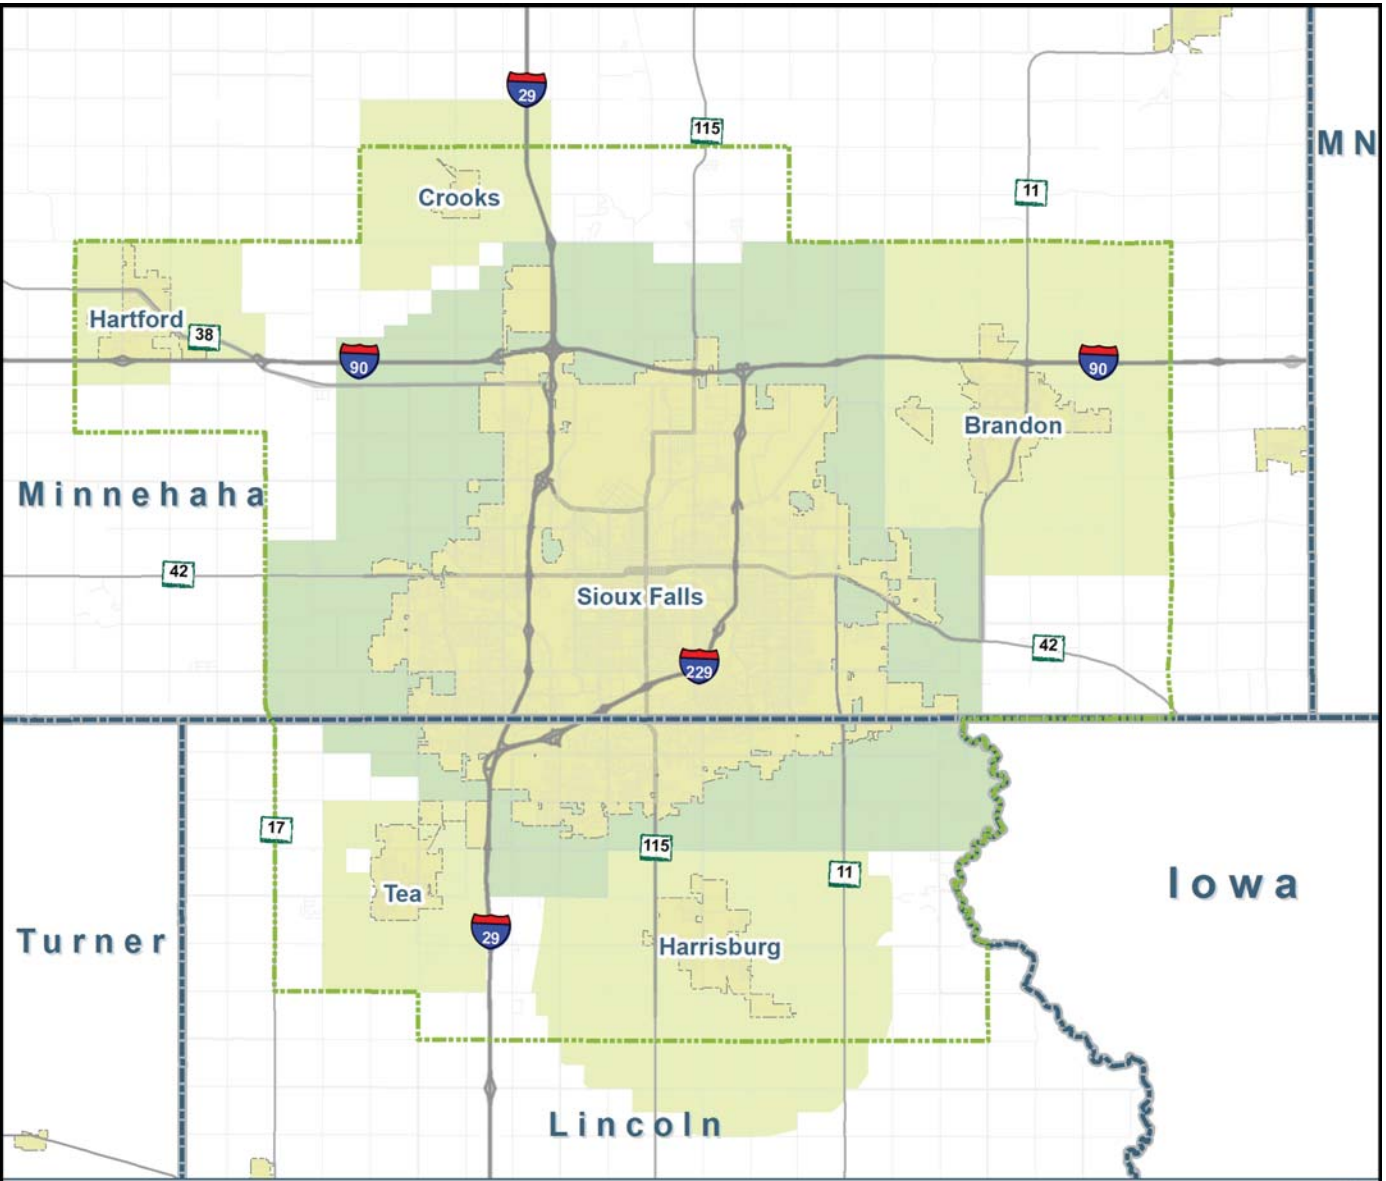 29
115
MN
11
Crooks
Hartford
38
90
90
Brandon
Minnehaha
42
Sioux Falls
42
229
17
115
11
Iowa
Tea
29
Turner
Harrisburg
Lincoln